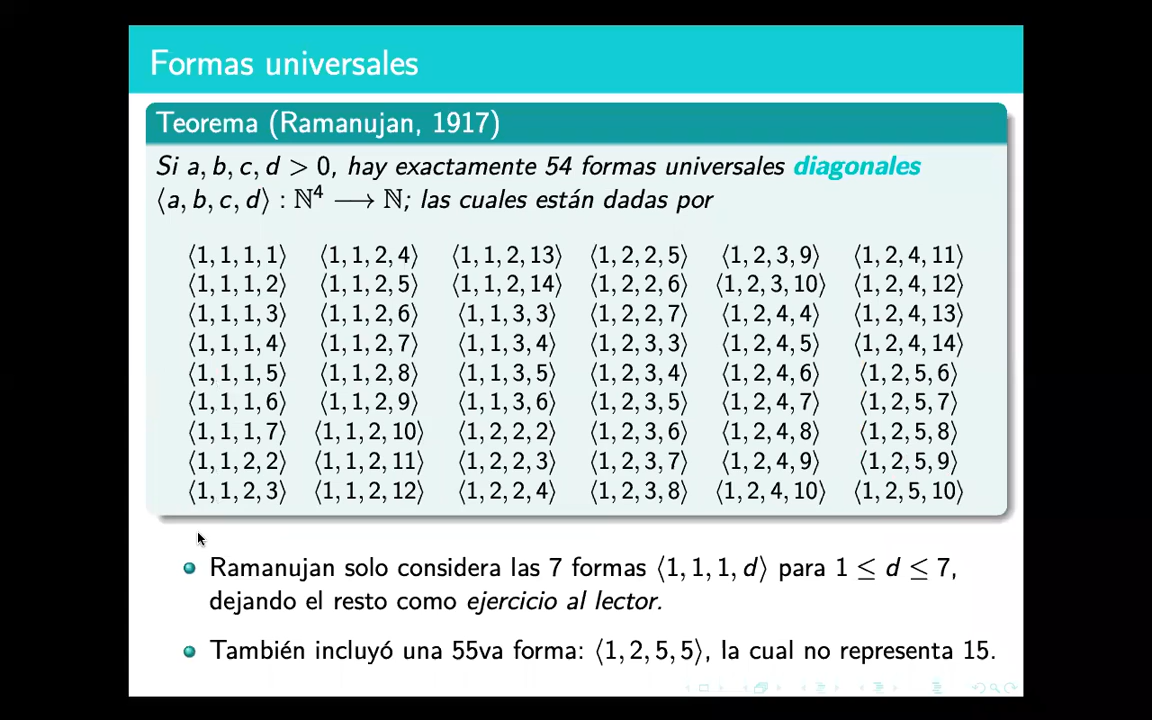 Formas universales
Teorema (Ramanujan, 1917)
Si a, b, c, d > 0, hay exactamente 54 formas universales diagonales
⟨a, b, c, d⟩ : ℕ⁴ ⟶ ℕ; las cuales están dadas por
⟨1, 1, 1, 1⟩ ⟨1, 1, 2, 4⟩ ⟨1, 1, 2, 13⟩ ⟨1, 2, 2, 5⟩ ⟨1, 2, 3, 9⟩ ⟨1, 2, 4, 11⟩
⟨1, 1, 1, 2⟩ ⟨1, 1, 2, 5⟩ ⟨1, 1, 2, 14⟩ ⟨1, 2, 2, 6⟩ ⟨1, 2, 3, 10⟩ ⟨1, 2, 4, 12⟩
⟨1, 1, 1, 3⟩ ⟨1, 1, 2, 6⟩ ⟨1, 1, 3, 3⟩ ⟨1, 2, 2, 7⟩ ⟨1, 2, 4, 4⟩ ⟨1, 2, 4, 13⟩
⟨1, 1, 1, 4⟩ ⟨1, 1, 2, 7⟩ ⟨1, 1, 3, 4⟩ ⟨1, 2, 3, 3⟩ ⟨1, 2, 4, 5⟩ ⟨1, 2, 4, 14⟩
⟨1, 1, 1, 5⟩ ⟨1, 1, 2, 8⟩ ⟨1, 1, 3, 5⟩ ⟨1, 2, 3, 4⟩ ⟨1, 2, 4, 6⟩ ⟨1, 2, 5, 6⟩
⟨1, 1, 1, 6⟩ ⟨1, 1, 2, 9⟩ ⟨1, 1, 3, 6⟩ ⟨1, 2, 3, 5⟩ ⟨1, 2, 4, 7⟩ ⟨1, 2, 5, 7⟩
⟨1, 1, 1, 7⟩ ⟨1, 1, 2, 10⟩ ⟨1, 2, 2, 2⟩ ⟨1, 2, 3, 6⟩ ⟨1, 2, 4, 8⟩ ⟨1, 2, 5, 8⟩
⟨1, 1, 2, 2⟩ ⟨1, 1, 2, 11⟩ ⟨1, 2, 2, 3⟩ ⟨1, 2, 3, 7⟩ ⟨1, 2, 4, 9⟩ ⟨1, 2, 5, 9⟩
⟨1, 1, 2, 3⟩ ⟨1, 1, 2, 12⟩ ⟨1, 2, 2, 4⟩ ⟨1, 2, 3, 8⟩ ⟨1, 2, 4, 10⟩ ⟨1, 2, 5, 10⟩
Ramanujan solo considera las 7 formas ⟨1, 1, 1, d⟩ para 1 ≤ d ≤ 7,
dejando el resto como ejercicio al lector.
También incluyó una 55va forma: ⟨1, 2, 5, 5⟩, la cual no representa 15.